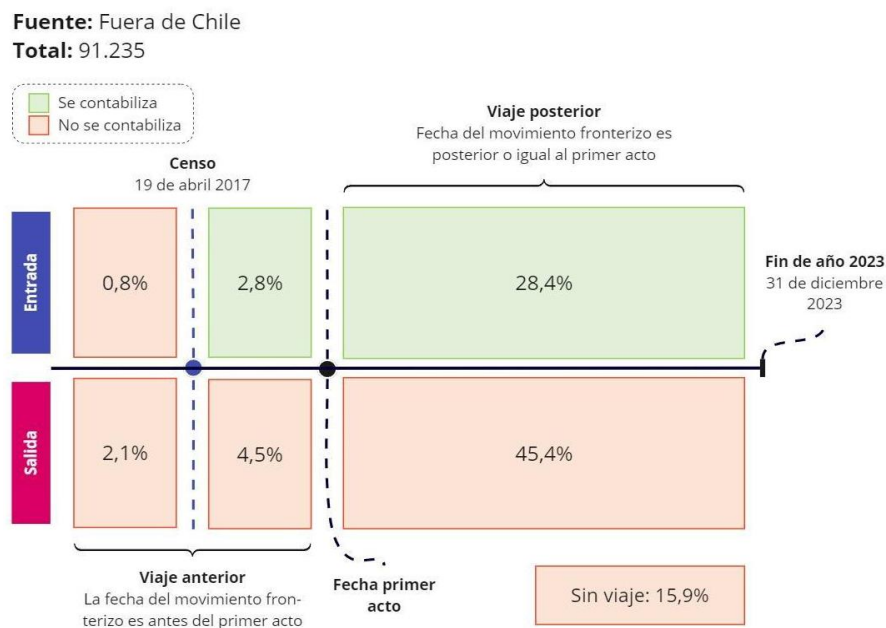 Fuente: Fuera de Chile
Total: 91.235
Se contabiliza
No se contabiliza
Viaje posterior
Fecha del movimiento fronterizo es
posterior o igual al primer acto
Censo
19 de abril 2017
Entrada
0,8%
2,8%
28,4%
Fin de año 2023
31 de diciembre
2023
Salida
2,1%
4,5%
45,4%
Viaje anterior
La fecha del movimiento fron-
terizo es antes del primer acto
Fecha primer
acto
Sin viaje: 15,9%